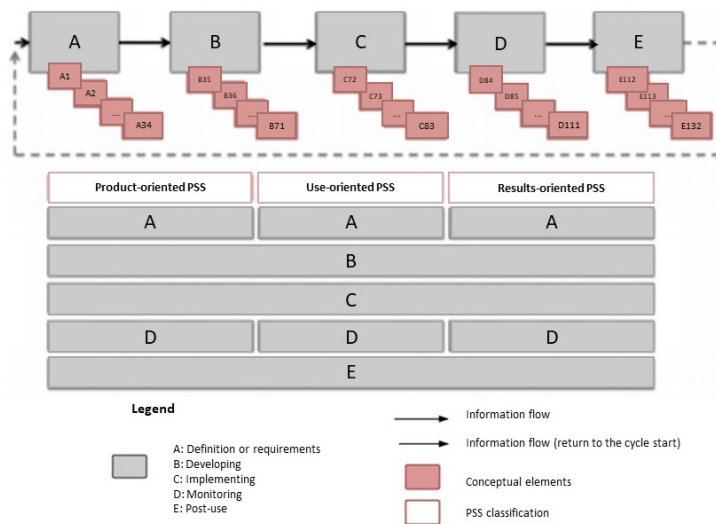 A
B
C
D
E
A1
A2
...
A34
B35
B36
...
B71
C72
C73
...
C83
D84
D85
...
D111
E112
E113
...
E132
Product-oriented PSS
Use-oriented PSS
Results-oriented PSS
A
A
A
B
C
D
D
D
E
Legend
A: Definition or requirements
B: Developing
C: Implementing
D: Monitoring
E: Post-use
Information flow
Information flow (return to the cycle start)
Conceptual elements
PSS classification